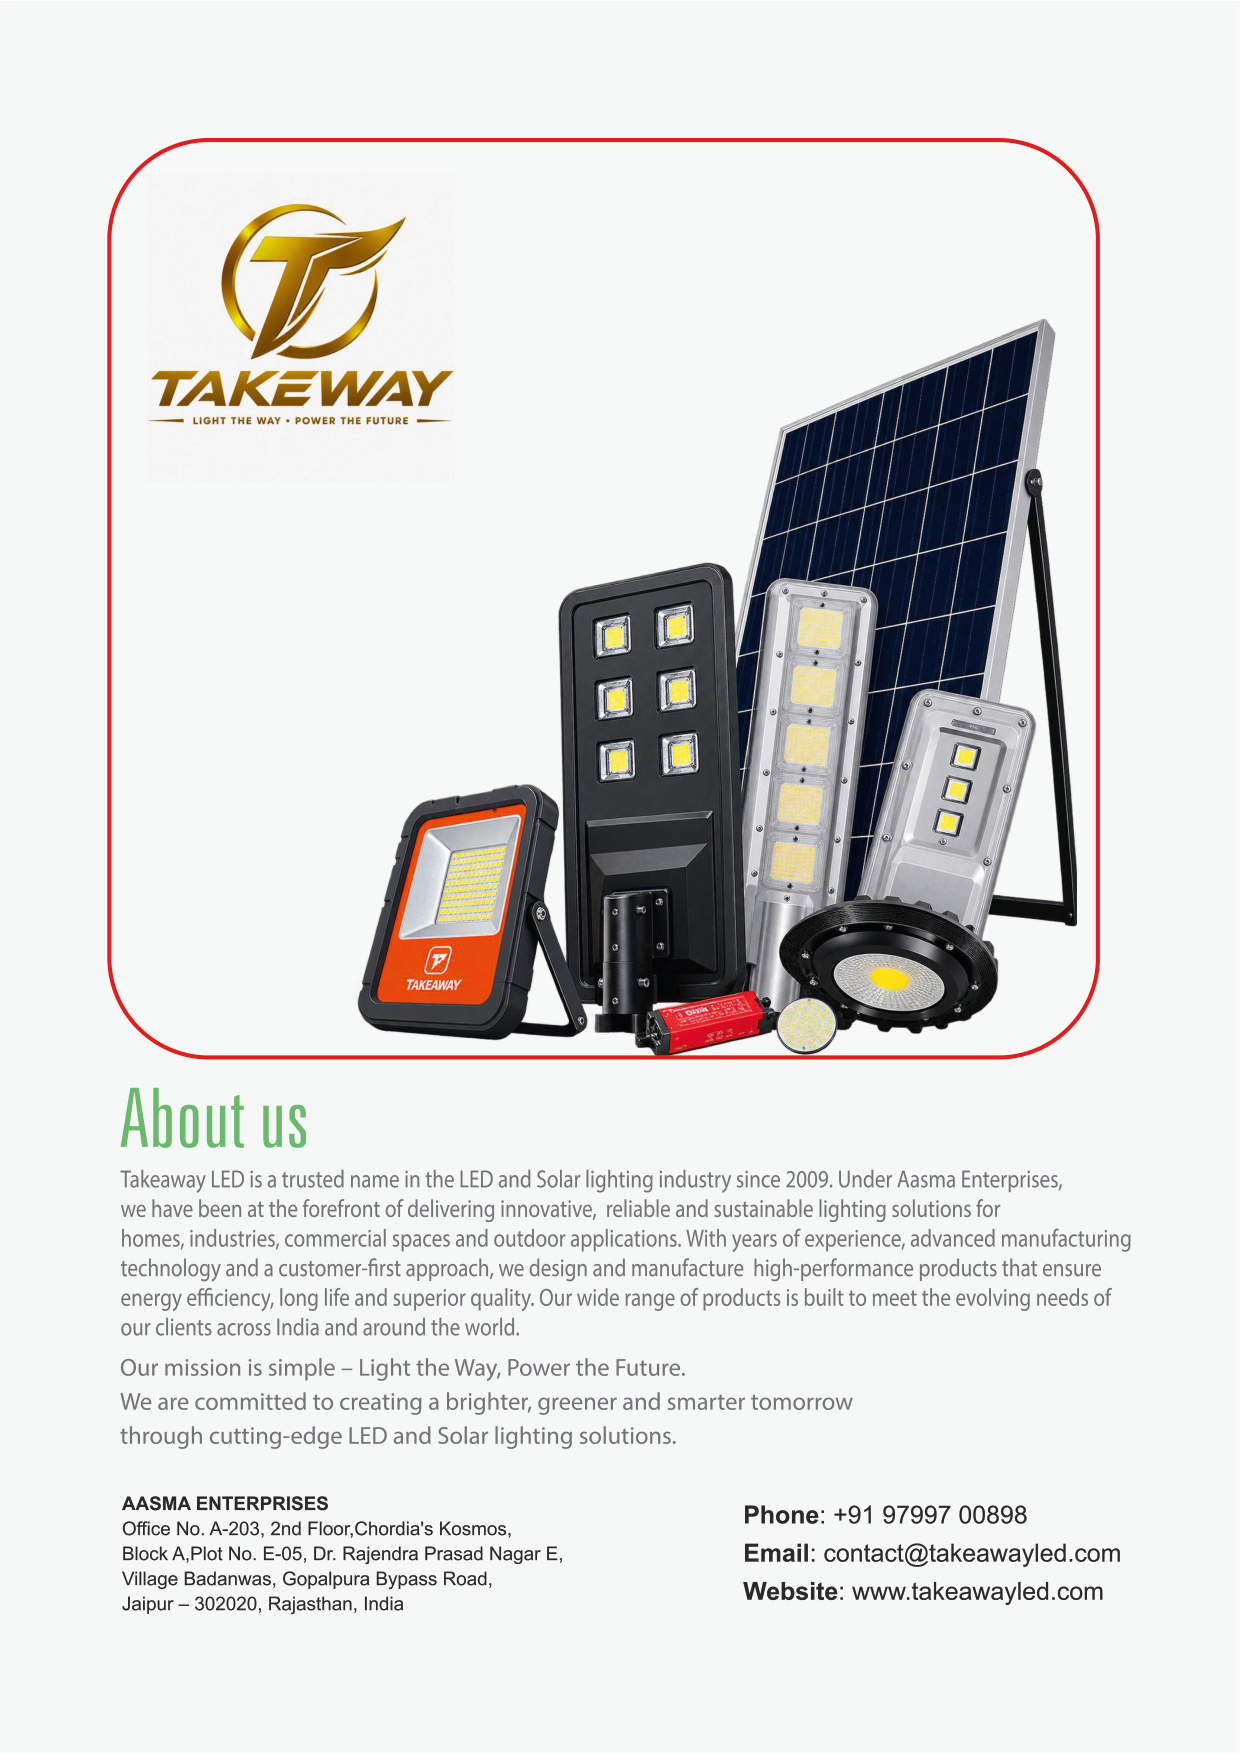 TAKEWAY
LIGHT THE WAY • POWER THE FUTURE
TAKEAWAY
About us
Takeaway LED is a trusted name in the LED and Solar lighting industry since 2009. Under Aasma Enterprises,
we have been at the forefront of delivering innovative,  reliable and sustainable lighting solutions for
homes, industries, commercial spaces and outdoor applications. With years of experience, advanced manufacturing
technology and a customer-first approach, we design and manufacture  high-performance products that ensure
energy efficiency, long life and superior quality. Our wide range of products is built to meet the evolving needs of
our clients across India and around the world.
Our mission is simple – Light the Way, Power the Future.
We are committed to creating a brighter, greener and smarter tomorrow
through cutting-edge LED and Solar lighting solutions.
AASMA ENTERPRISES
Office No. A-203, 2nd Floor,Chordia's Kosmos,
Block A,Plot No. E-05, Dr. Rajendra Prasad Nagar E,
Village Badanwas, Gopalpura Bypass Road,
Jaipur – 302020, Rajasthan, India
Phone: +91 97997 00898
Email: contact@takeawayled.com
Website: www.takeawayled.com